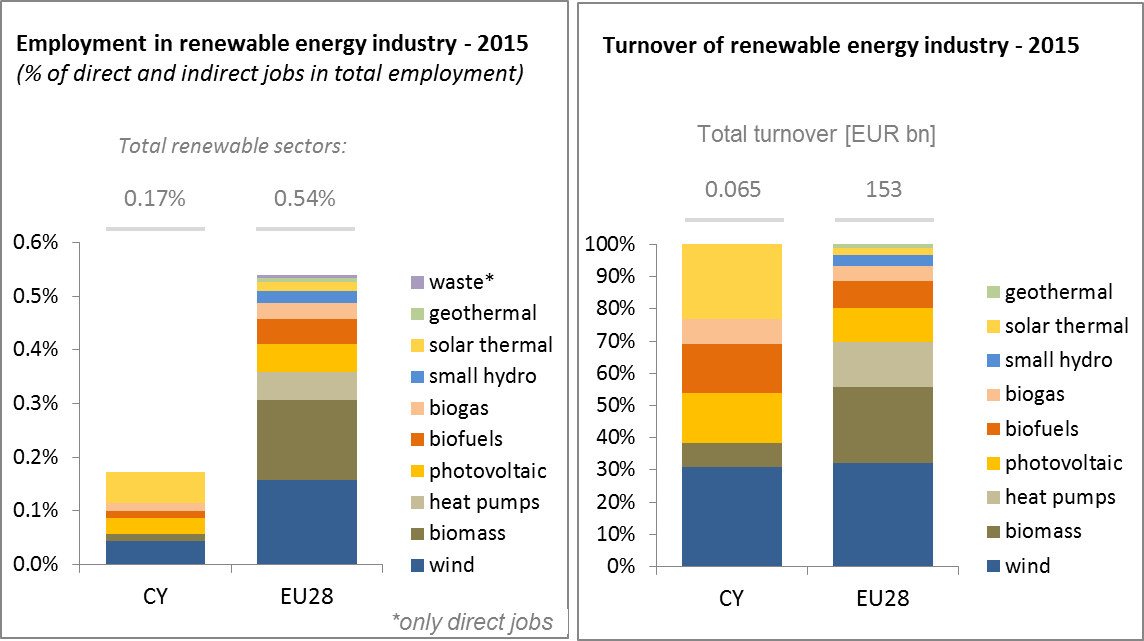 Employment in renewable energy industry - 2015
(% of direct and indirect jobs in total employment)
Total renewable sectors:
0.17%
0.54%
0.6%
0.5%
0.4%
0.3%
0.2%
0.1%
0.0%
CY
EU28
waste*
geothermal
solar thermal
small hydro
biogas
biofuels
photovoltaic
heat pumps
biomass
wind
*only direct jobs
Turnover of renewable energy industry - 2015
Total turnover [EUR bn]
0.065
153
100%
90%
80%
70%
60%
50%
40%
30%
20%
10%
0%
CY
EU28
geothermal
solar thermal
small hydro
biogas
biofuels
photovoltaic
heat pumps
biomass
wind